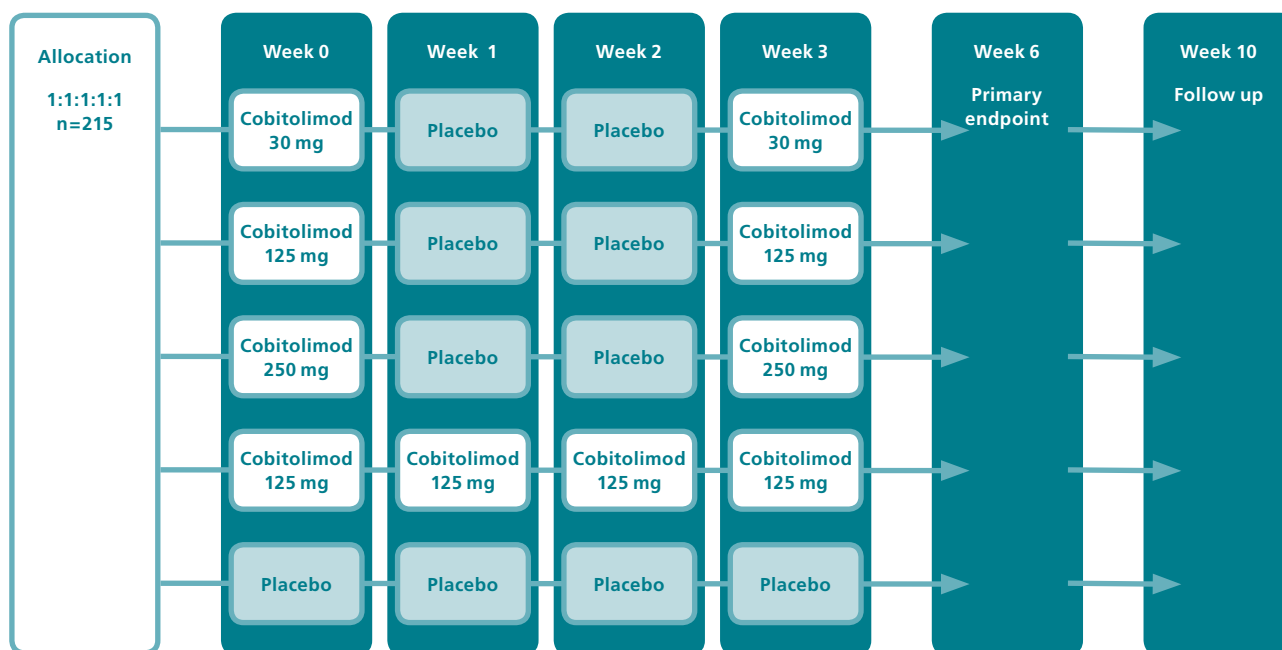 Allocation
1:1:1:1:1
n=215
Week 0
Week 1
Week 2
Week 3
Week 6
Primary
endpoint
Week 10
Follow up
Cobitolimod
30 mg
Placebo
Placebo
Cobitolimod
30 mg
Cobitolimod
125 mg
Placebo
Placebo
Cobitolimod
125 mg
Cobitolimod
250 mg
Placebo
Placebo
Cobitolimod
250 mg
Cobitolimod
125 mg
Cobitolimod
125 mg
Cobitolimod
125 mg
Cobitolimod
125 mg
Placebo
Placebo
Placebo
Placebo